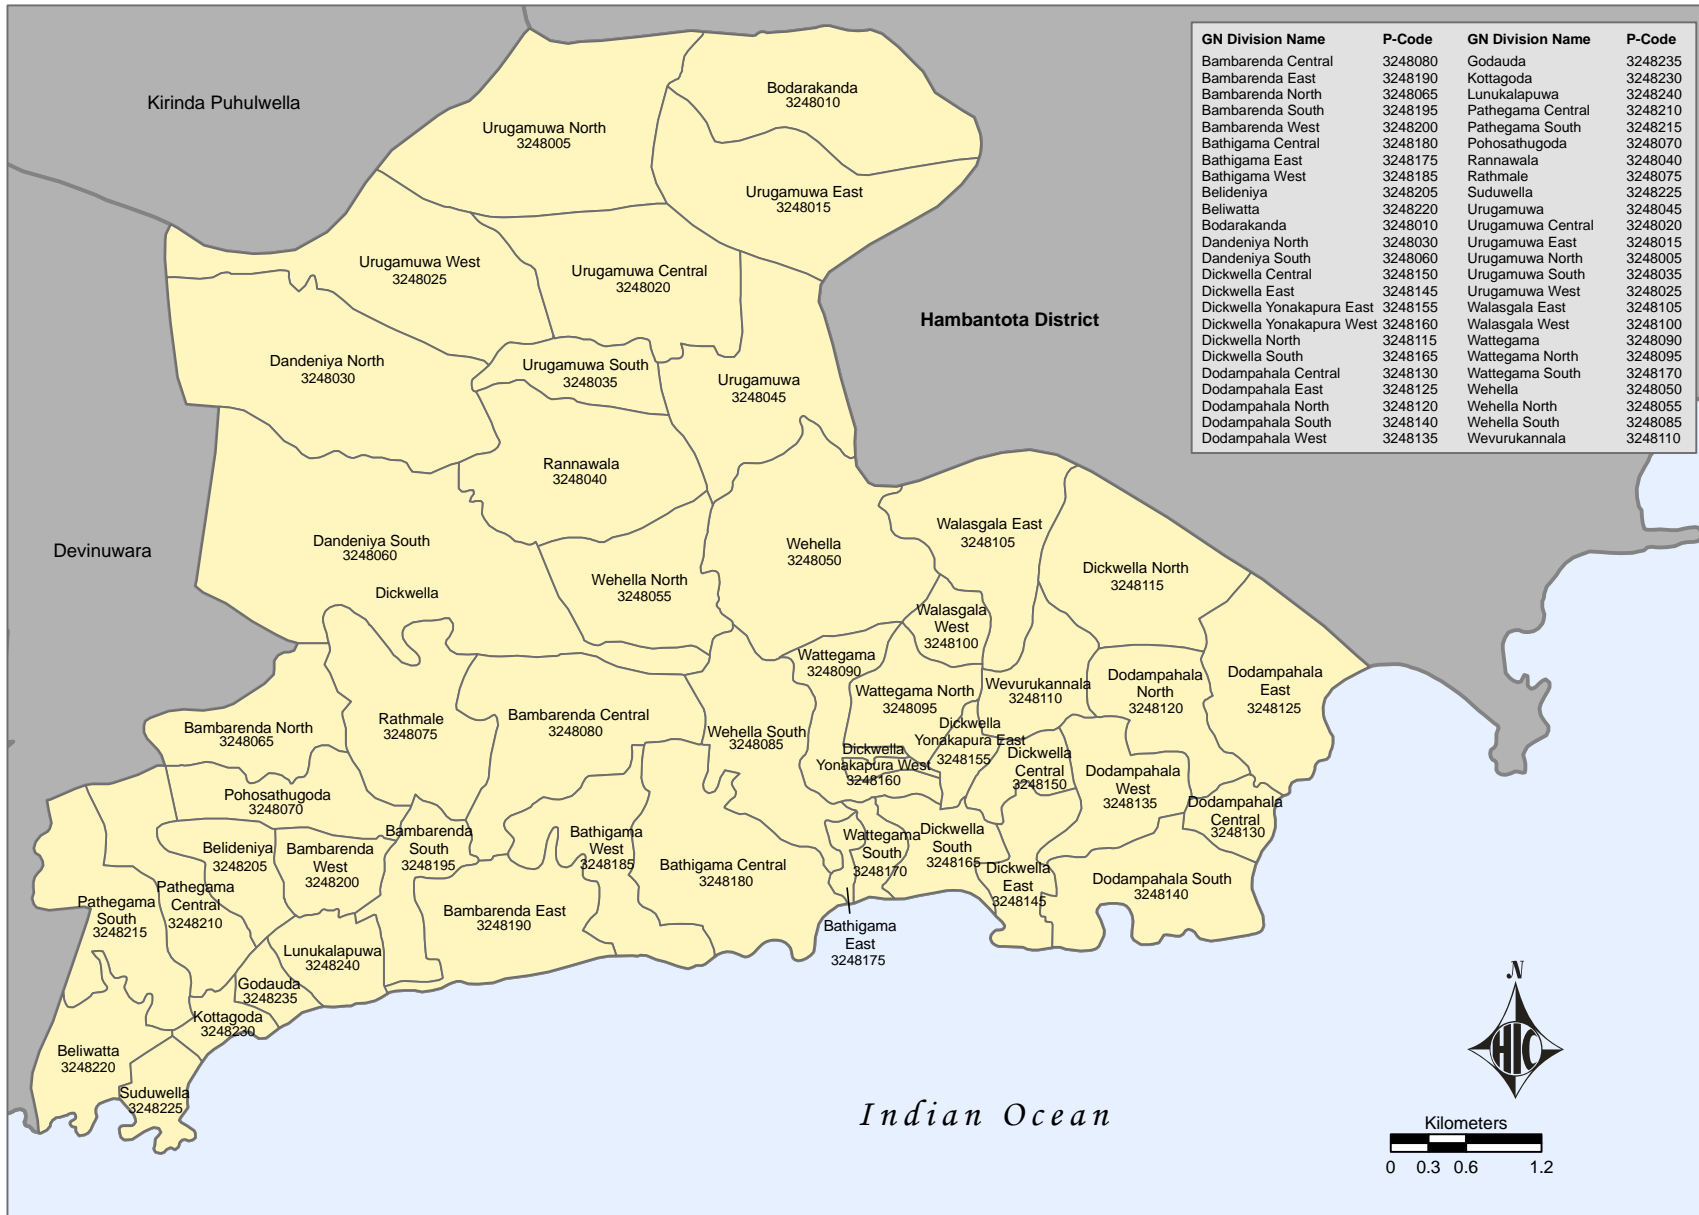 GN Division Name P-Code GN Division Name P-Code
Bambarenda Central 3248080 Godauda 3248235
Bambarenda East 3248190 Kottagoda 3248230
Bambarenda North 3248065 Lunukalapuwa 3248240
Bambarenda South 3248195 Pathegama Central 3248210
Bambarenda West 3248200 Pathegama South 3248215
Bathigama Central 3248180 Pohosathugoda 3248070
Bathigama East 3248175 Rannawala 3248040
Bathigama West 3248185 Rathmale 3248075
Belideniya 3248205 Suduwella 3248225
Beliwatta 3248220 Urugamuwa 3248045
Bodarakanda 3248010 Urugamuwa Central 3248020
Dandeniya North 3248030 Urugamuwa East 3248015
Dandeniya South 3248060 Urugamuwa North 3248005
Dickwella Central 3248150 Urugamuwa South 3248035
Dickwella East 3248145 Urugamuwa West 3248025
Dickwella Yonakapura East 3248155 Walasgala East 3248105
Dickwella Yonakapura West 3248160 Walasgala West 3248100
Dickwella North 3248115 Wattegama 3248090
Dickwella South 3248165 Wattegama North 3248095
Dodampahala Central 3248130 Wattegama South 3248170
Dodampahala East 3248125 Wehella 3248050
Dodampahala North 3248120 Wehella North 3248055
Dodampahala South 3248140 Wehella South 3248085
Dodampahala West 3248135 Wevurukannala 3248110
Kirinda Puhulwella
Bodarakanda
3248010
Urugamuwa North
3248005
Urugamuwa East
3248015
Urugamuwa West
3248025
Urugamuwa Central
3248020
Hambantota District
Dandeniya North
3248030
Urugamuwa South
3248035
Urugamuwa
3248045
Rannawala
3248040
Devinuwara
Dandeniya South
3248060
Dickwella
Wehella
3248050
Wehella North
3248055
Walasgala East
3248105
Dickwella North
3248115
Walasgala
West
3248100
Wattegama
3248090
Wattegama North
3248095
Wevurukannala
3248110
Dodampahala
North
3248120
Dodampahala
East
3248125
Bambarenda North
3248065
Rathmale
3248075
Bambarenda Central
3248080
Wehella South
3248085
Dickwella
Yonakapura East
3248155
Dickwella
Yonakapura West
3248160
Dickwella
Central
3248150
Dodampahala
West
3248135
Dodampahala
Central
3248130
Pohosathugoda
3248070
Belideniya
3248205
Bambarenda
West
3248200
Bambarenda
South
3248195
Bathigama
West
3248185
Bathigama Central
3248180
Wattegama
South
3248170
Dickwella
South
3248165
Dickwella
East
3248145
Dodampahala South
3248140
Pathegama
South
3248215
Pathegama
Central
3248210
Bambarenda East
3248190
Bathigama
East
3248175
Lunukalapuwa
3248240
Godauda
3248235
Kottagoda
3248230
Beliwatta
3248220
Suduwella
3248225
Indian Ocean
N
HIC
Kilometers
0 0.3 0.6 1.2